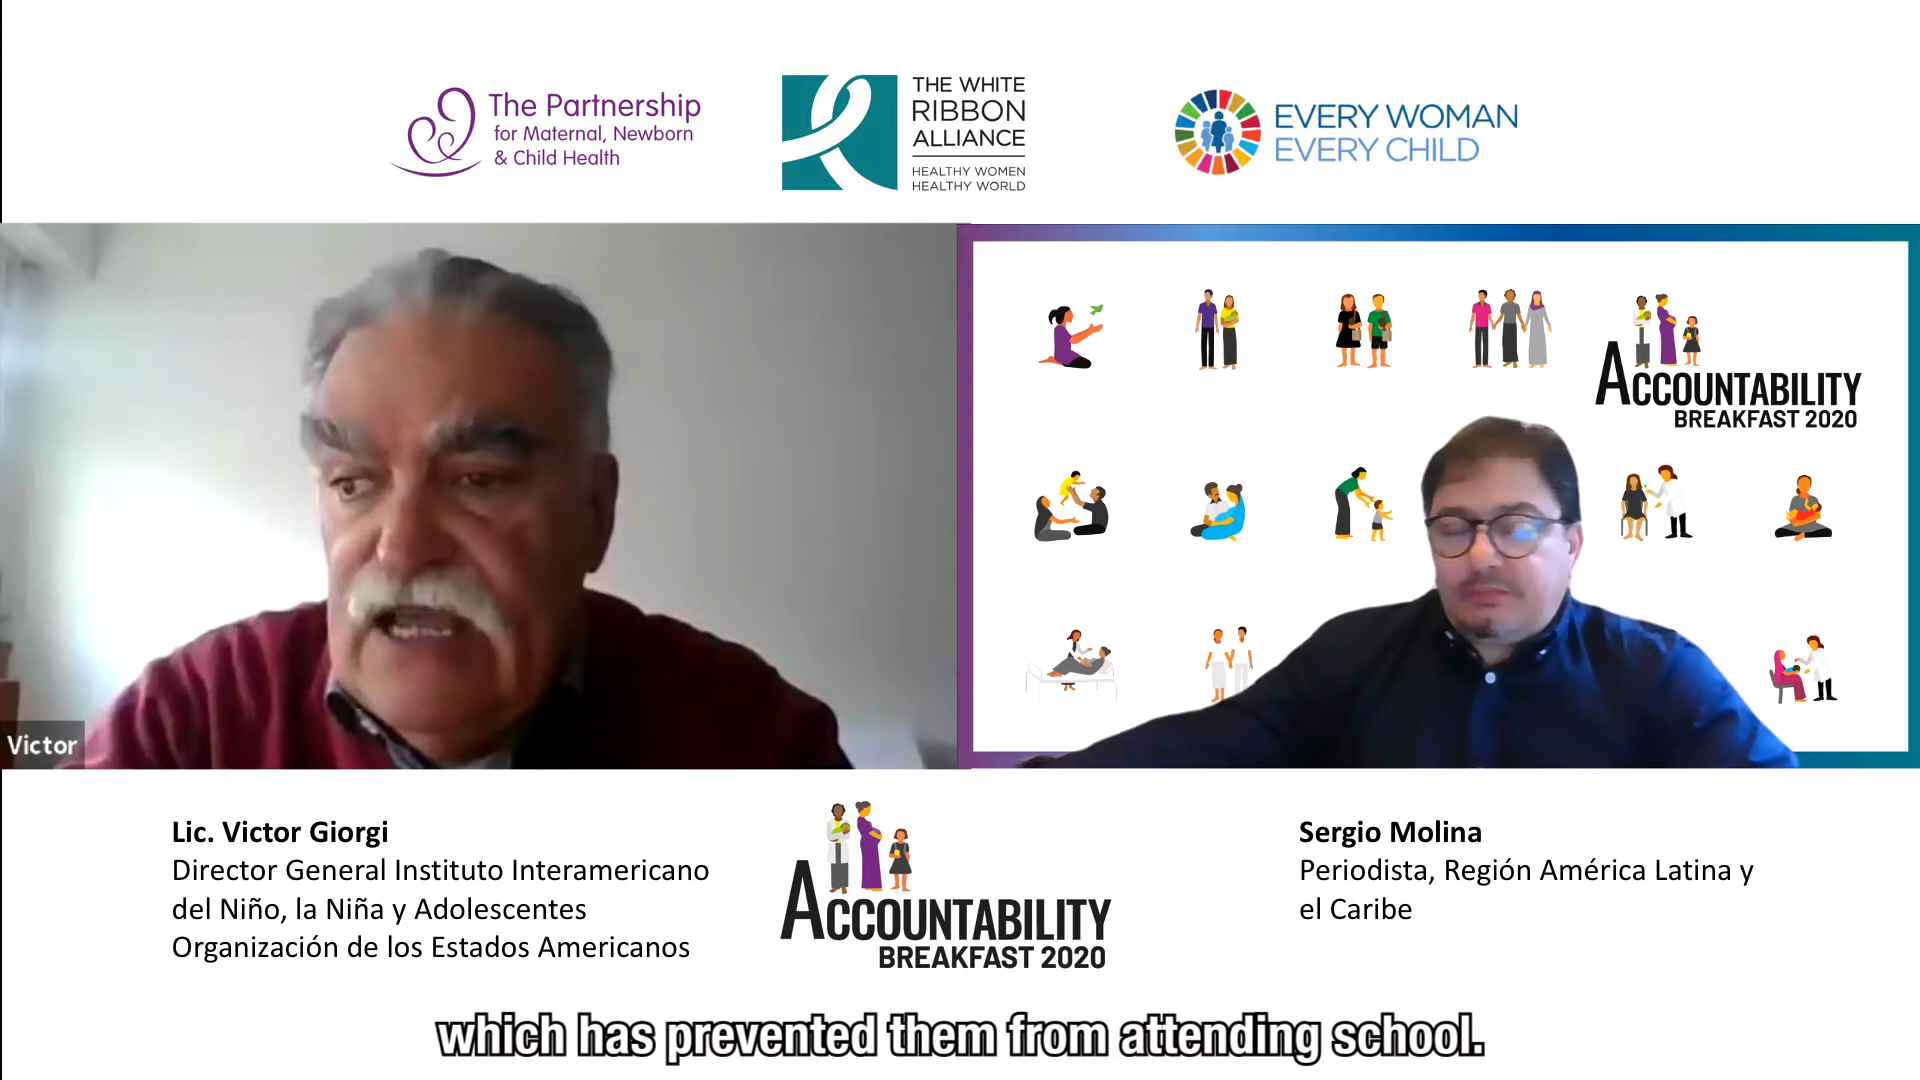 The Partnership
for Maternal, Newborn
& Child Health
THE WHITE
RIBBON
ALLIANCE
HEALTHY WOMEN
HEALTHY WORLD
EVERY WOMAN
EVERY CHILD
ACCOUNTABILITY
BREAKFAST 2020
Victor
Lic. Victor Giorgi
Director General Instituto Interamericano
del Niño, la Niña y Adolescentes
Organización de los Estados Americanos
ACCOUNTABILITY
BREAKFAST 2020
Sergio Molina
Periodista, Región América Latina y
el Caribe
which has prevented them from attending school.